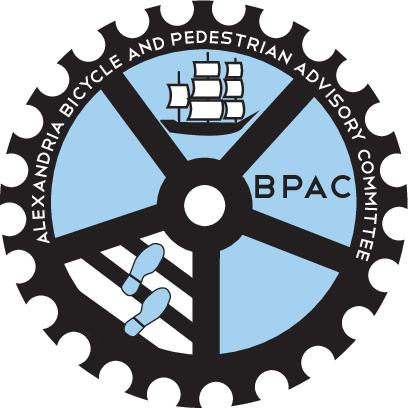 ALEXANDRIA BICYCLE AND PEDESTRIAN ADVISORY COMMITTEE
BPAC